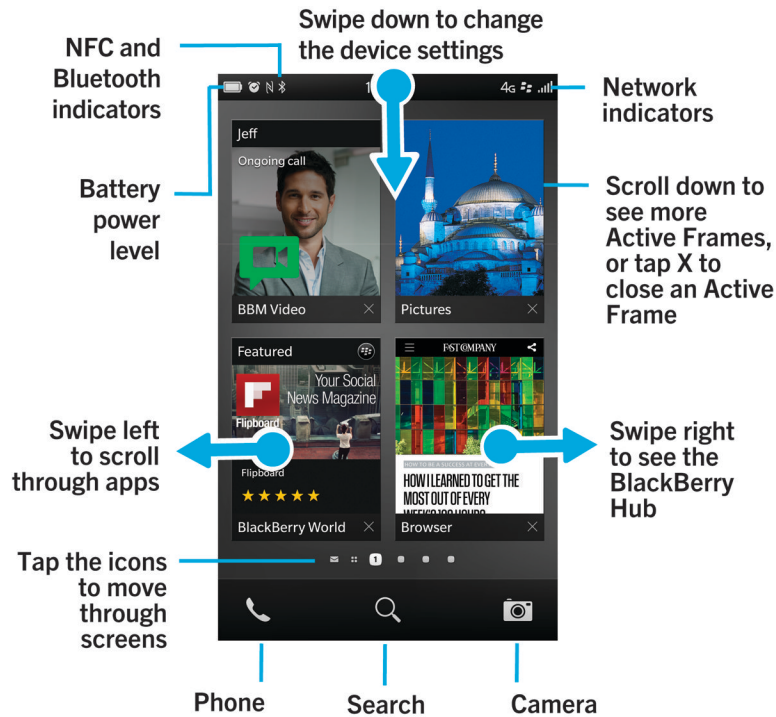 Swipe down to change
the device settings
NFC and
Bluetooth
indicators
4G
Network
indicators
Battery
power
level
Jeff
Ongoing call
BBM Video
Pictures
Scroll down to
see more
Active Frames,
or tap X to
close an Active
Frame
Featured
Your Social
News Magazine
Flipboard
Flipboard
BlackBerry World
FAST COMPANY
HOW I LEARNED TO GET THE
MOST OUT OF EVERY
WEEK'S 168 HOURS
Browser
Swipe left
to scroll
through apps
Swipe right
to see the
BlackBerry
Hub
1
Tap the icons
to move
through
screens
Phone
Search
Camera